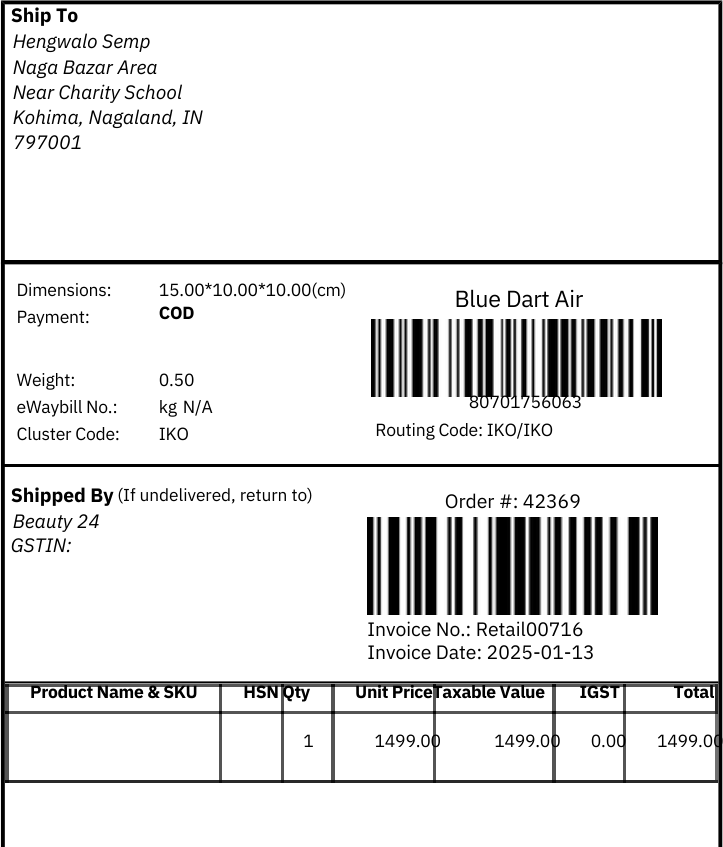 Ship To
Hengwalo Semp
Naga Bazar Area
Near Charity School
Kohima, Nagaland, IN
797001
Dimensions: 15.00*10.00*10.00(cm)
Payment: COD
Weight: 0.50
eWaybill No.: kg N/A
Cluster Code: IKO
Blue Dart Air
80701756063
Routing Code: IKO/IKO
Shipped By (If undelivered, return to)
Beauty 24
GSTIN:
Order #: 42369
Invoice No.: Retail00716
Invoice Date: 2025-01-13
Product Name & SKU HSN Qty Unit Price Taxable Value IGST Total
1 1499.00 1499.00 0.00 1499.00